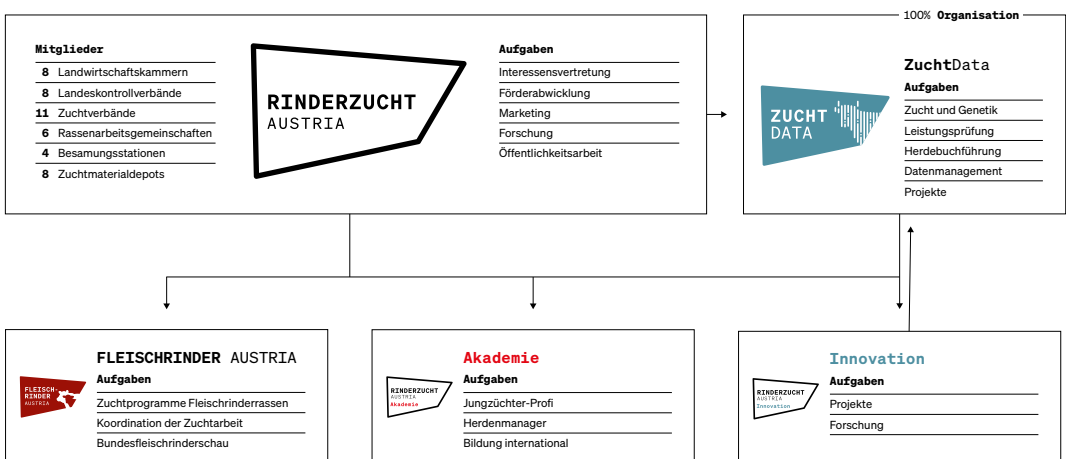 Mitglieder
8 Landwirtschaftskammern
8 Landeskontrollverbände
11 Zuchtverbände
6 Rassenarbeitsgemeinschaften
4 Besamungsstationen
8 Zuchtmaterialdepots
RINDERZUCHT
AUSTRIA
Aufgaben
Interessensvertretung
Förderabwicklung
Marketing
Forschung
Öffentlichkeitsarbeit
100% Organisation
ZUCHT
DATA
ZuchtData
Aufgaben
Zucht und Genetik
Leistungsprüfung
Herdebuchführung
Datenmanagement
Projekte
FLEISCH-
RINDER
AUSTRIA
FLEISCHRINDER AUSTRIA
Aufgaben
Zuchtprogramme Fleischrinderrassen
Koordination der Zuchtarbeit
Bundesfleischrinderschau
RINDERZUCHT
AUSTRIA
Akademie
Akademie
Aufgaben
Jungzüchter-Profi
Herdenmanager
Bildung international
RINDERZUCHT
AUSTRIA
Innovation
Innovation
Aufgaben
Projekte
Forschung